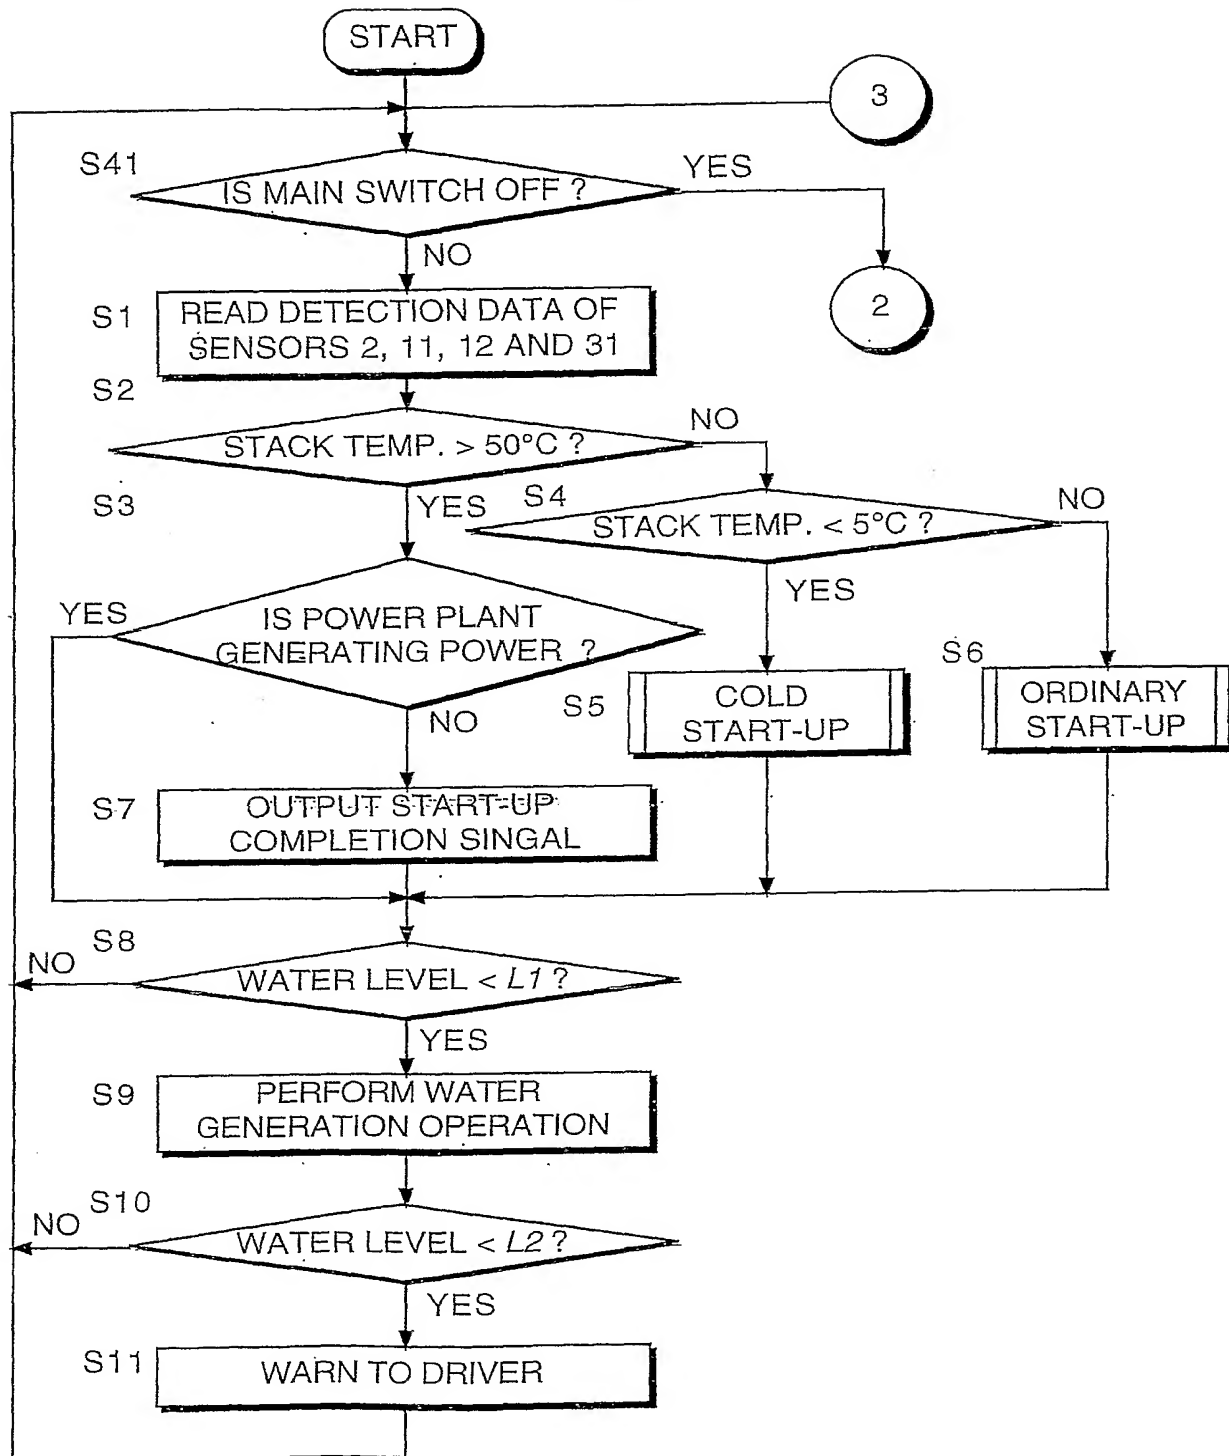 START
3
S41
IS MAIN SWITCH OFF ?
YES
NO
2
S1
READ DETECTION DATA OF
SENSORS 2, 11, 12 AND 31
S2
STACK TEMP. > 50°C ?
NO
YES
S3
S4
STACK TEMP. < 5°C ?
NO
YES
YES
IS POWER PLANT
GENERATING POWER ?
NO
S5
COLD
START-UP
S6
ORDINARY
START-UP
S7
OUTPUT START-UP
COMPLETION SINGAL
S8
NO
WATER LEVEL < L1 ?
YES
S9
PERFORM WATER
GENERATION OPERATION
S10
NO
WATER LEVEL < L2 ?
YES
S11
WARN TO DRIVER